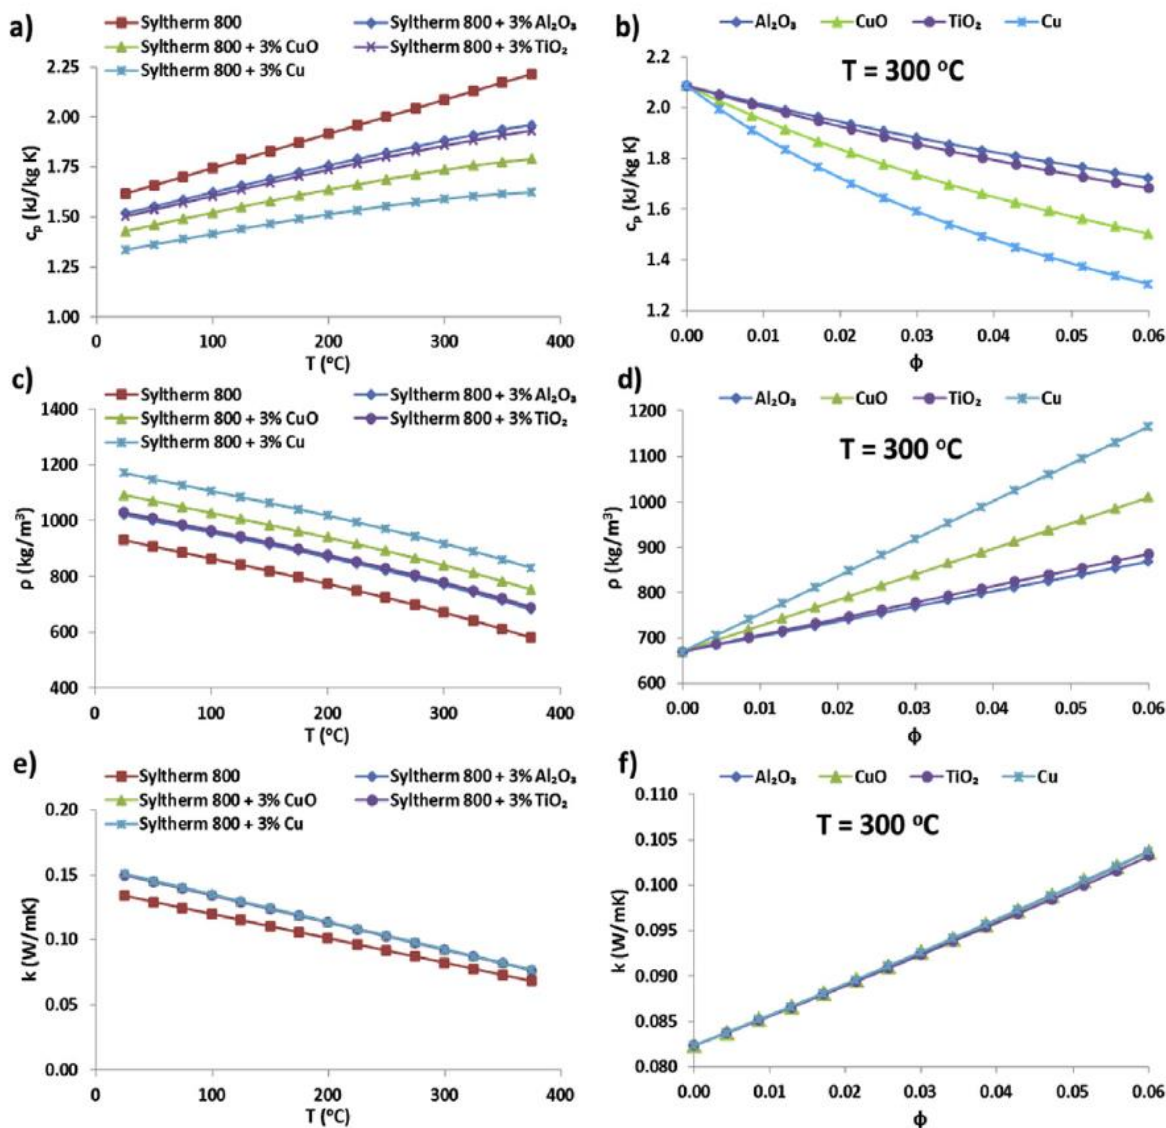 a)
Syltherm 800
Syltherm 800 + 3% Al₂O₃
Syltherm 800 + 3% CuO
Syltherm 800 + 3% TiO₂
Syltherm 800 + 3% Cu
2.25
2.00
1.75
1.50
1.25
1.00
cₚ (kJ/kg K)
0 100 200 300 400
T (°C)
b)
Al₂O₃ CuO TiO₂ Cu
T = 300 °C
2.2
2.0
1.8
1.6
1.4
1.2
cₚ (kJ/kg K)
0.00 0.01 0.02 0.03 0.04 0.05 0.06
ϕ
c)
Syltherm 800
Syltherm 800 + 3% Al₂O₃
Syltherm 800 + 3% CuO
Syltherm 800 + 3% TiO₂
Syltherm 800 + 3% Cu
1400
1200
1000
800
600
400
ρ (kg/m³)
0 100 200 300 400
T (°C)
d)
Al₂O₃ CuO TiO₂ Cu
T = 300 °C
1200
1100
1000
900
800
700
600
ρ (kg/m³)
0.00 0.01 0.02 0.03 0.04 0.05 0.06
ϕ
e)
Syltherm 800
Syltherm 800 + 3% Al₂O₃
Syltherm 800 + 3% CuO
Syltherm 800 + 3% TiO₂
Syltherm 800 + 3% Cu
0.20
0.15
0.10
0.05
0.00
k (W/mK)
0 100 200 300 400
T (°C)
f)
Al₂O₃ CuO TiO₂ Cu
T = 300 °C
0.110
0.105
0.100
0.095
0.090
0.085
0.080
k (W/mK)
0.00 0.01 0.02 0.03 0.04 0.05 0.06
ϕ